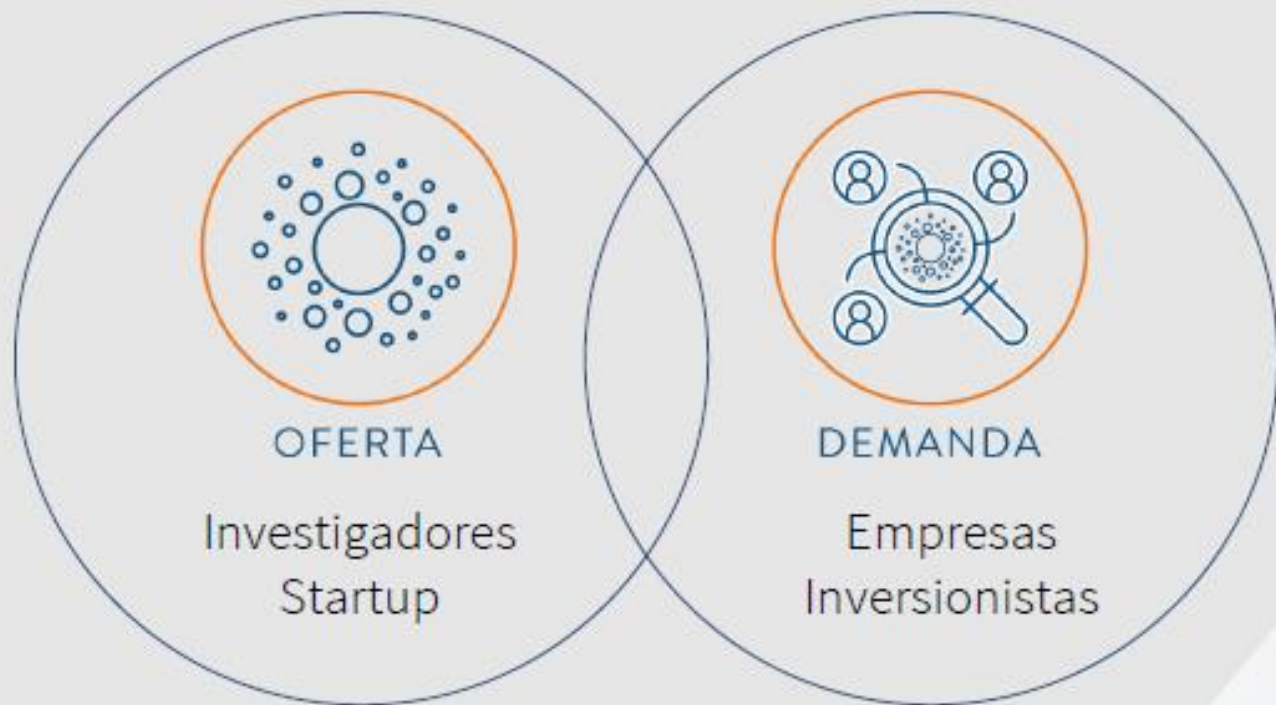 OFERTA
Investigadores
Startup
DEMANDA
Empresas
Inversionistas